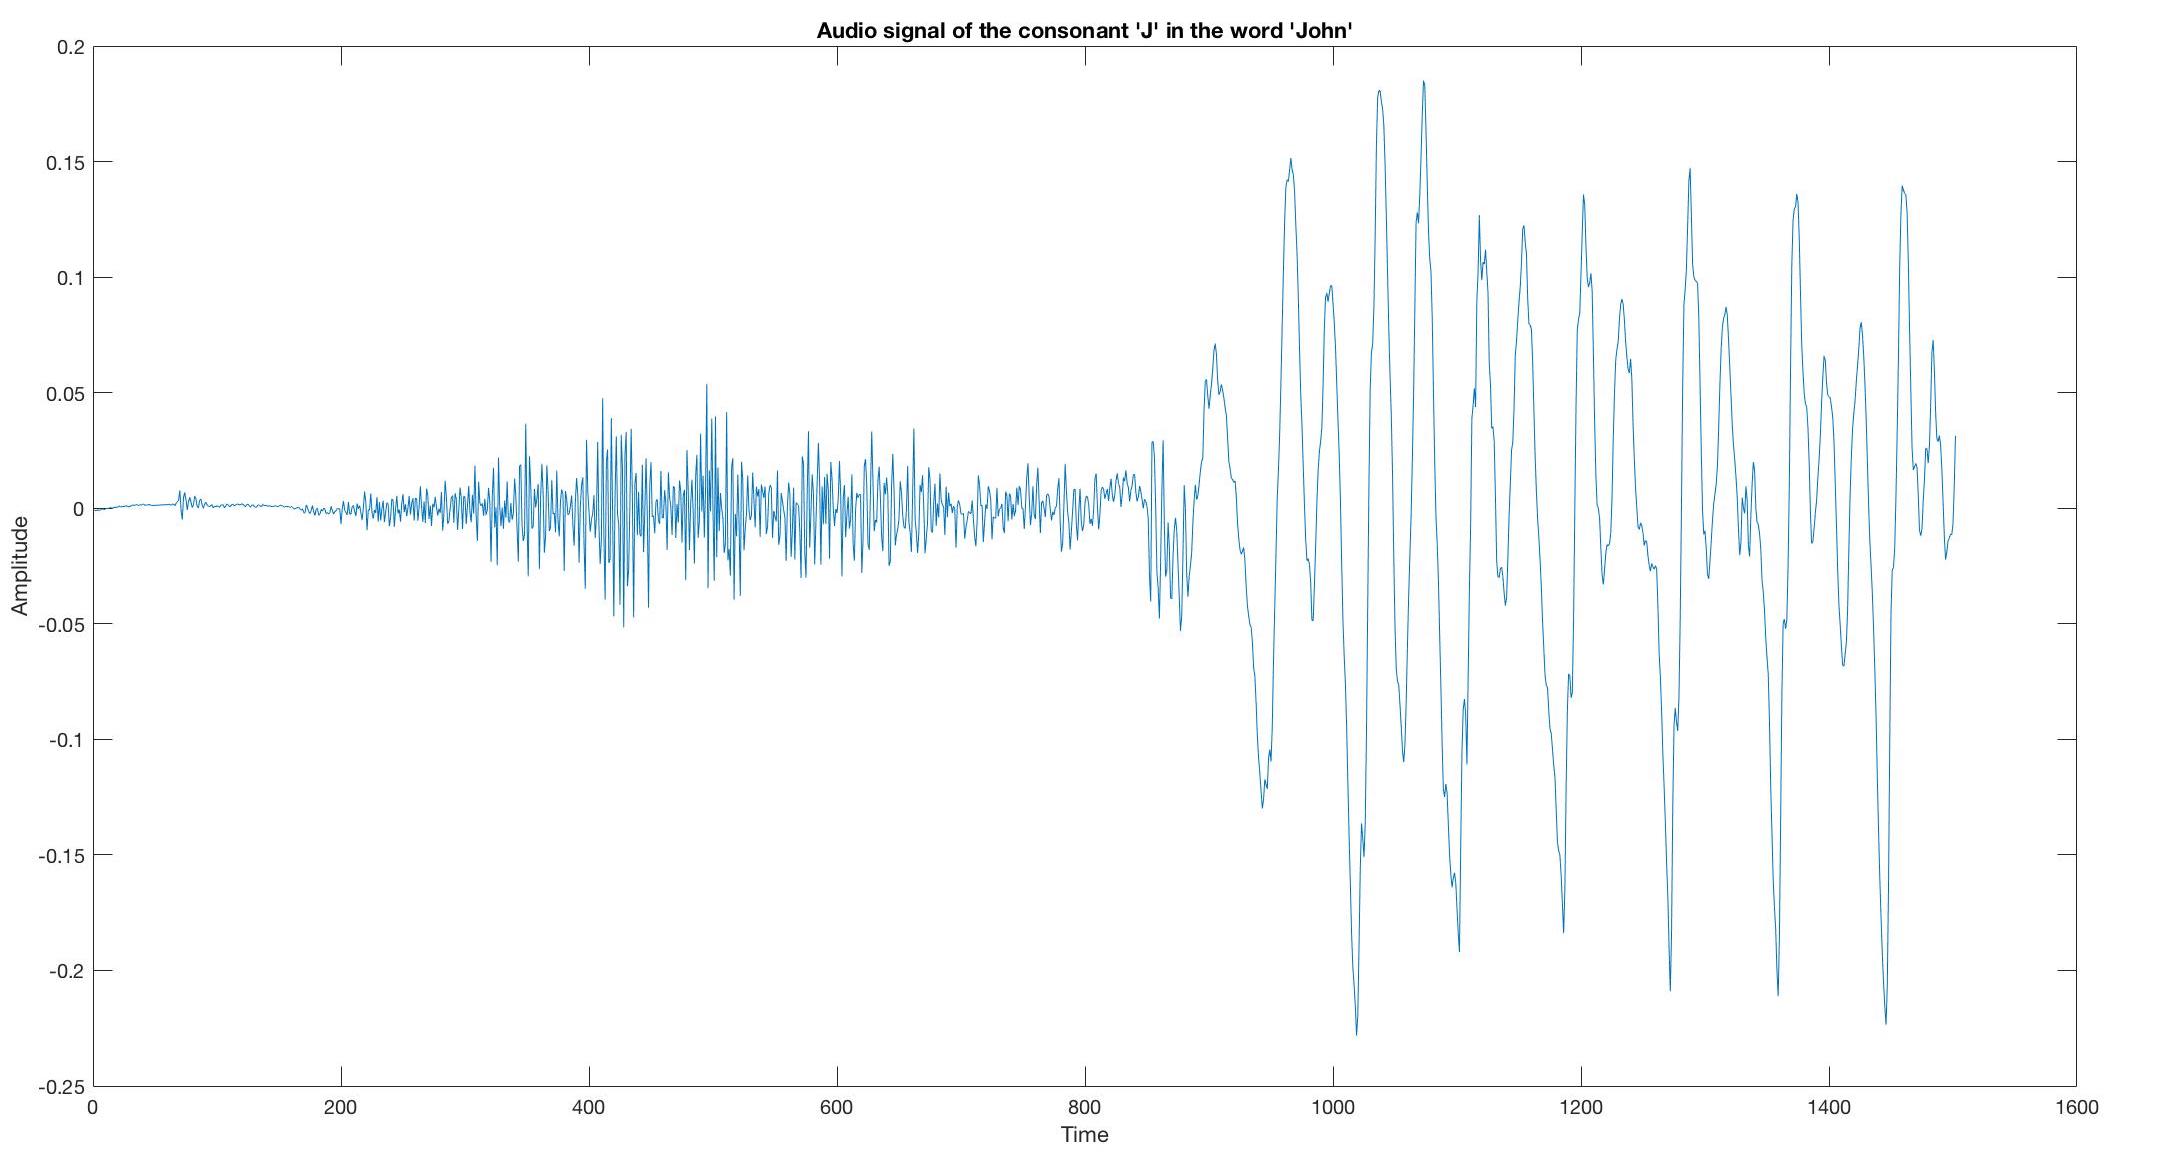 Audio signal of the consonant 'J' in the word 'John'
0.2
0.15
0.1
0.05
0
-0.05
-0.1
-0.15
-0.2
-0.25
Amplitude
0 200 400 600 800 1000 1200 1400 1600
Time